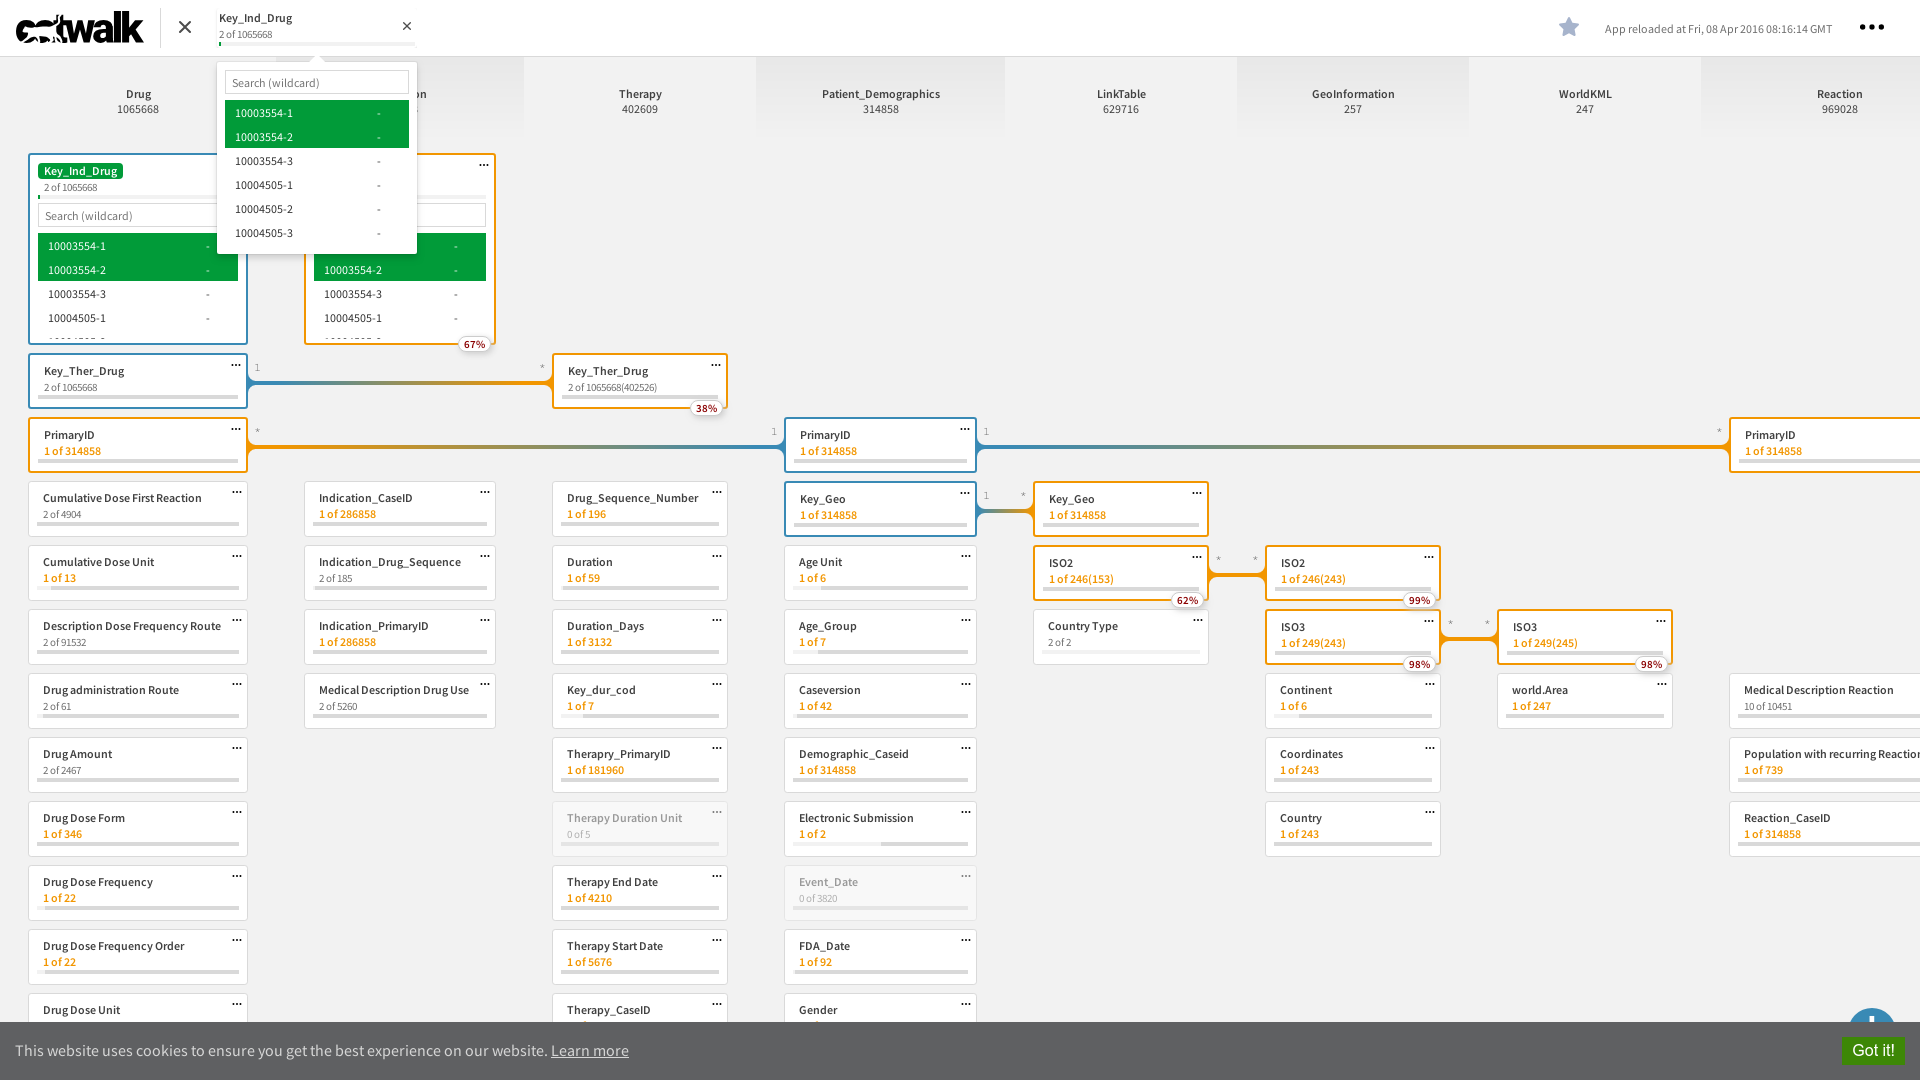 catwalk
Key_Ind_Drug
2 of 1065668
App reloaded at Fri, 08 Apr 2016 08:16:14 GMT
Search (wildcard)
10003554-1 -
10003554-2 -
10003554-3 -
10004505-1 -
10004505-2 -
10004505-3 -
Drug
1065668
on
Therapy
402609
Patient_Demographics
314858
LinkTable
629716
GeoInformation
257
WorldKML
247
Reaction
969028
Key_Ind_Drug
2 of 1065668
Search (wildcard)
10003554-1 -
10003554-2 -
10003554-3 -
10004505-1 -
-
10003554-2 -
10003554-3 -
10004505-1 -
67%
Key_Ther_Drug
2 of 1065668
1 *
Key_Ther_Drug
2 of 1065668(402526)
38%
PrimaryID
1 of 314858
* 1
PrimaryID
1 of 314858
1 *
PrimaryID
1 of 314858
Cumulative Dose First Reaction
2 of 4904
Indication_CaseID
1 of 286858
Drug_Sequence_Number
1 of 196
Key_Geo
1 of 314858
1 *
Key_Geo
1 of 314858
Cumulative Dose Unit
1 of 13
Indication_Drug_Sequence
2 of 185
Duration
1 of 59
Age Unit
1 of 6
ISO2
1 of 246(153)
62%
* *
ISO2
1 of 246(243)
99%
Description Dose Frequency Route
2 of 91532
Indication_PrimaryID
1 of 286858
Duration_Days
1 of 3132
Age_Group
1 of 7
Country Type
2 of 2
ISO3
1 of 249(243)
98%
* *
ISO3
1 of 249(245)
98%
Drug administration Route
2 of 61
Medical Description Drug Use
2 of 5260
Key_dur_cod
1 of 7
Caseversion
1 of 42
Continent
1 of 6
world.Area
1 of 247
Medical Description Reaction
10 of 10451
Drug Amount
2 of 2467
Therapry_PrimaryID
1 of 181960
Demographic_Caseid
1 of 314858
Coordinates
1 of 243
Population with recurring Reaction
1 of 739
Drug Dose Form
1 of 346
Therapy Duration Unit
0 of 5
Electronic Submission
1 of 2
Country
1 of 243
Reaction_CaseID
1 of 314858
Drug Dose Frequency
1 of 22
Therapy End Date
1 of 4210
Event_Date
0 of 3820
Drug Dose Frequency Order
1 of 22
Therapy Start Date
1 of 5676
FDA_Date
1 of 92
Drug Dose Unit
Therapy_CaseID
Gender
This website uses cookies to ensure you get the best experience on our website. Learn more
Got it!